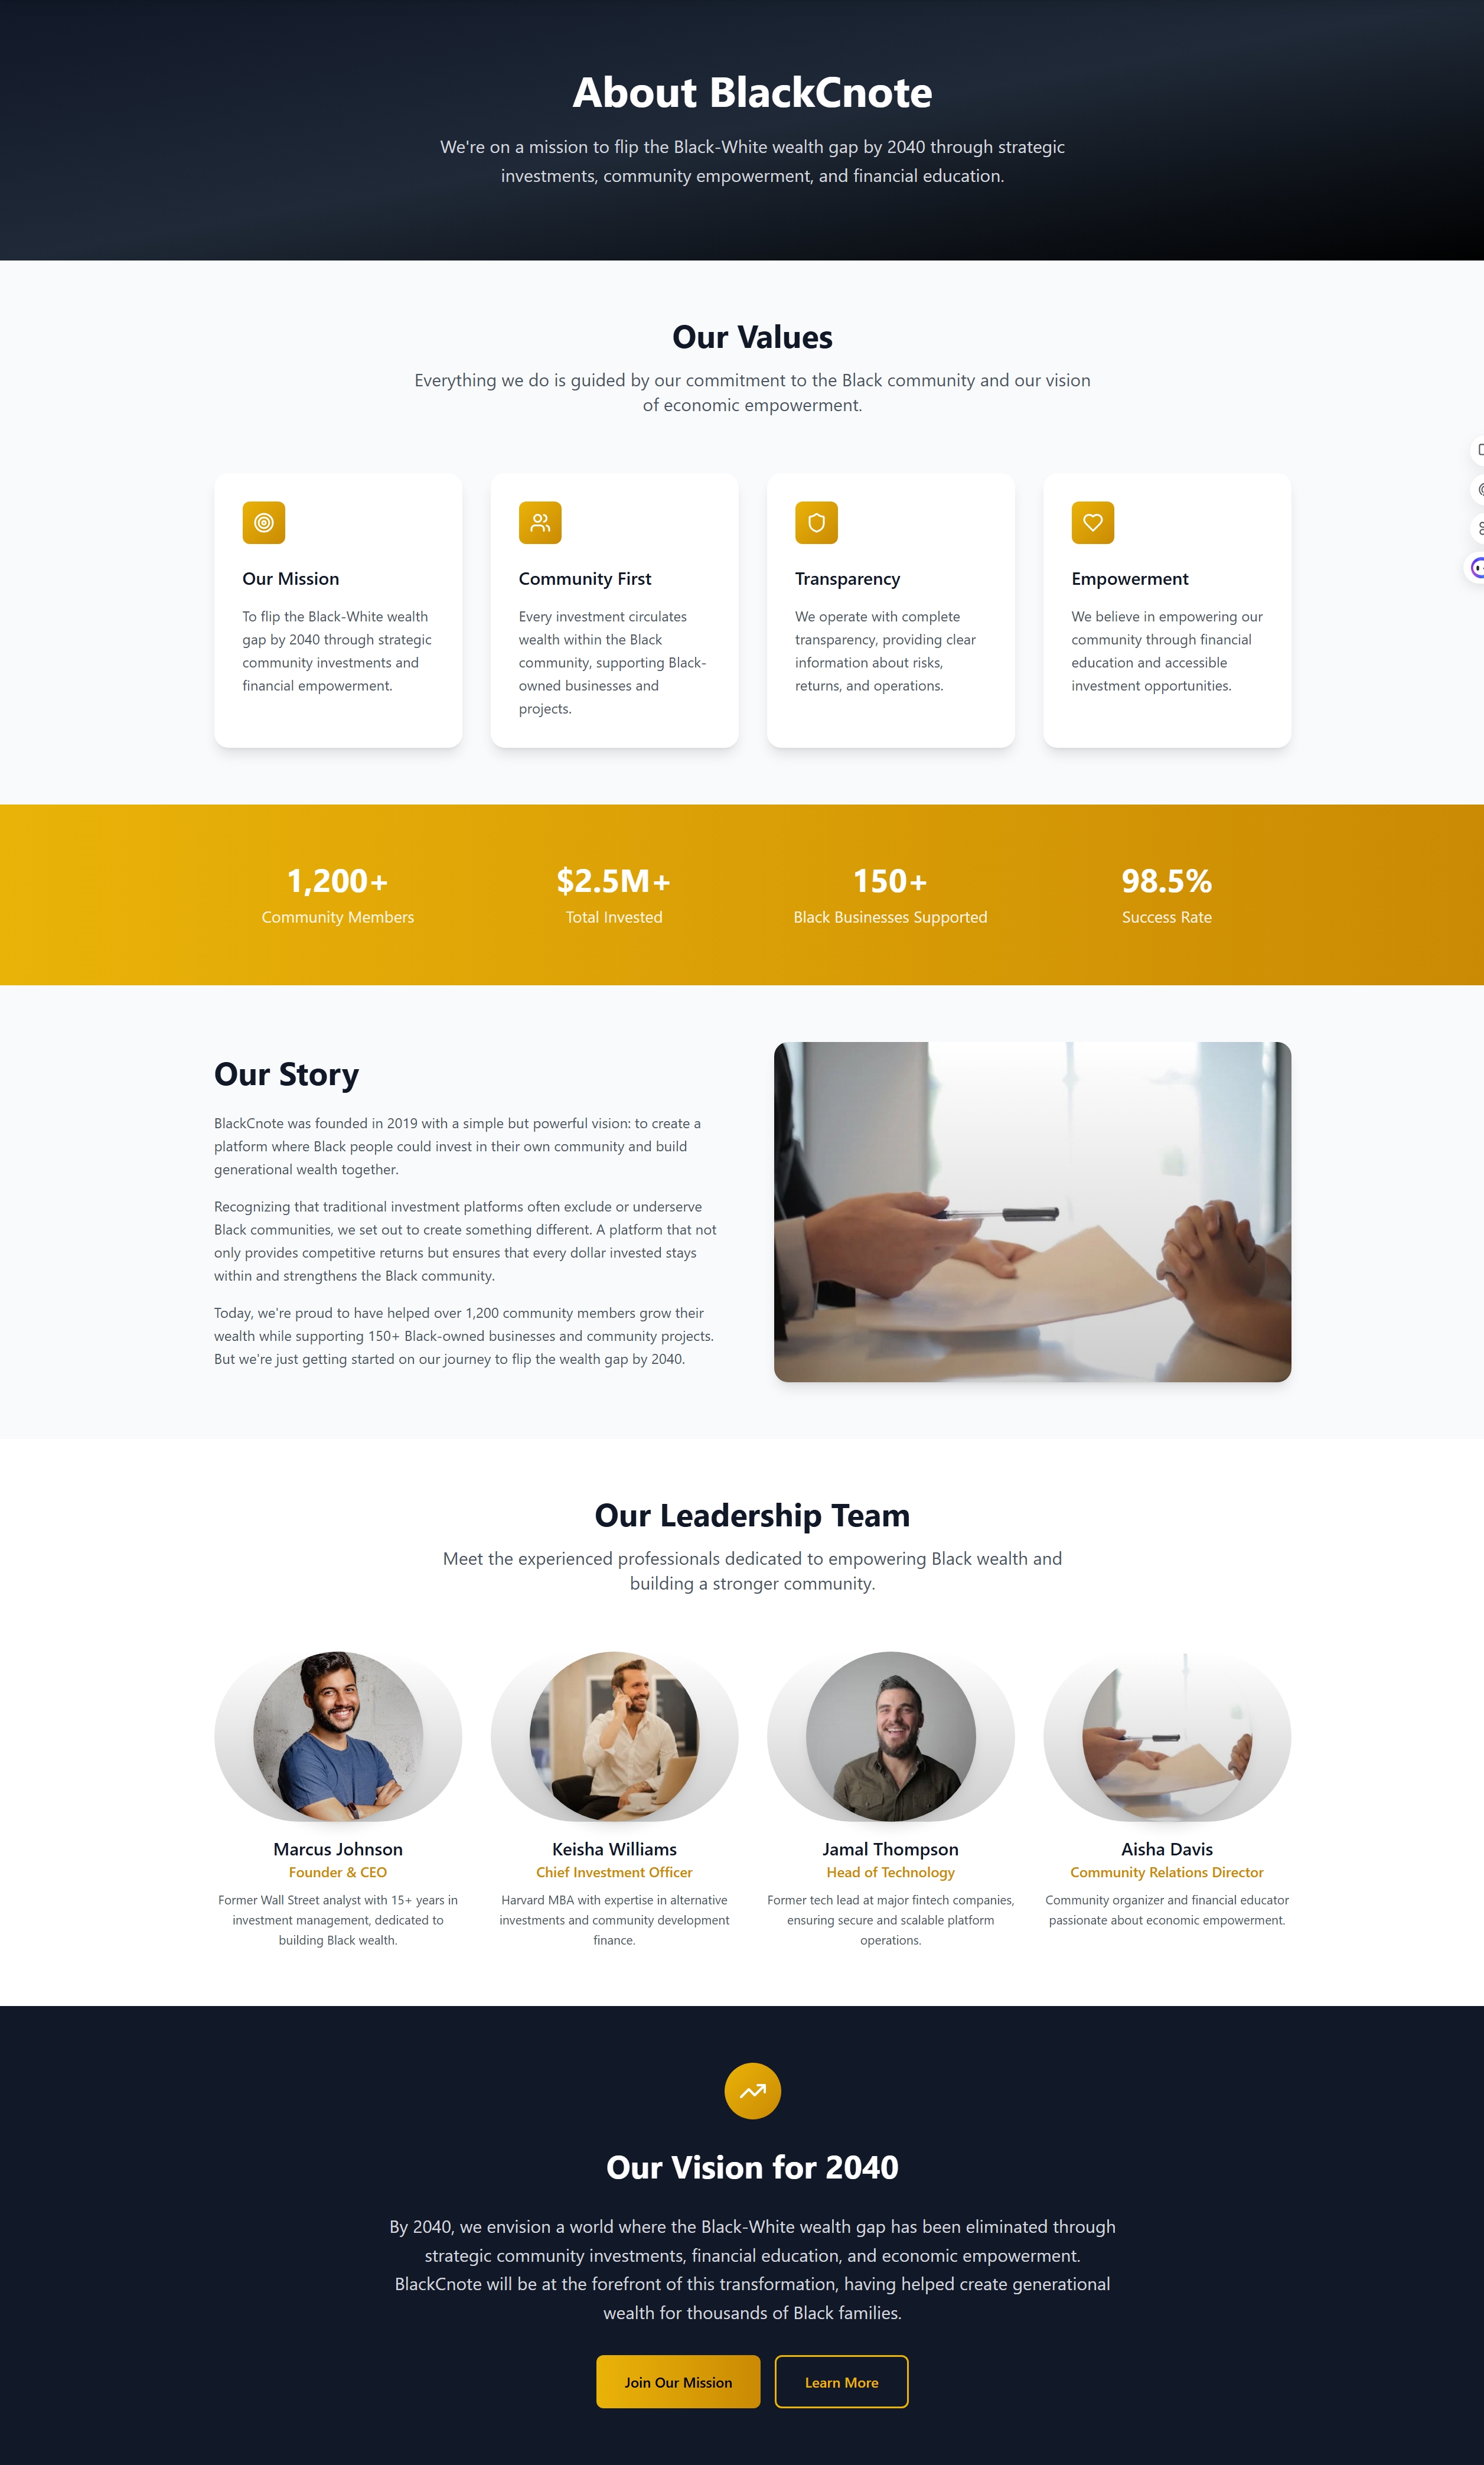 About BlackCnote
We're on a mission to flip the Black-White wealth gap by 2040 through strategic
investments, community empowerment, and financial education.
Our Values
Everything we do is guided by our commitment to the Black community and our vision
of economic empowerment.
Our Mission
To flip the Black-White wealth
gap by 2040 through strategic
community investments and
financial empowerment.
Community First
Every investment circulates
wealth within the Black
community, supporting Black-
owned businesses and
projects.
Transparency
We operate with complete
transparency, providing clear
information about risks,
returns, and operations.
Empowerment
We believe in empowering our
community through financial
education and accessible
investment opportunities.
1,200+
Community Members
$2.5M+
Total Invested
150+
Black Businesses Supported
98.5%
Success Rate
Our Story
BlackCnote was founded in 2019 with a simple but powerful vision: to create a
platform where Black people could invest in their own community and build
generational wealth together.
Recognizing that traditional investment platforms often exclude or underserve
Black communities, we set out to create something different. A platform that not
only provides competitive returns but ensures that every dollar invested stays
within and strengthens the Black community.
Today, we're proud to have helped over 1,200 community members grow their
wealth while supporting 150+ Black-owned businesses and community projects.
But we're just getting started on our journey to flip the wealth gap by 2040.
Our Leadership Team
Meet the experienced professionals dedicated to empowering Black wealth and
building a stronger community.
Marcus Johnson
Founder & CEO
Former Wall Street analyst with 15+ years in
investment management, dedicated to
building Black wealth.
Keisha Williams
Chief Investment Officer
Harvard MBA with expertise in alternative
investments and community development
finance.
Jamal Thompson
Head of Technology
Former tech lead at major fintech companies,
ensuring secure and scalable platform
operations.
Aisha Davis
Community Relations Director
Community organizer and financial educator
passionate about economic empowerment.
Our Vision for 2040
By 2040, we envision a world where the Black-White wealth gap has been eliminated through
strategic community investments, financial education, and economic empowerment.
BlackCnote will be at the forefront of this transformation, having helped create generational
wealth for thousands of Black families.
Join Our Mission
Learn More